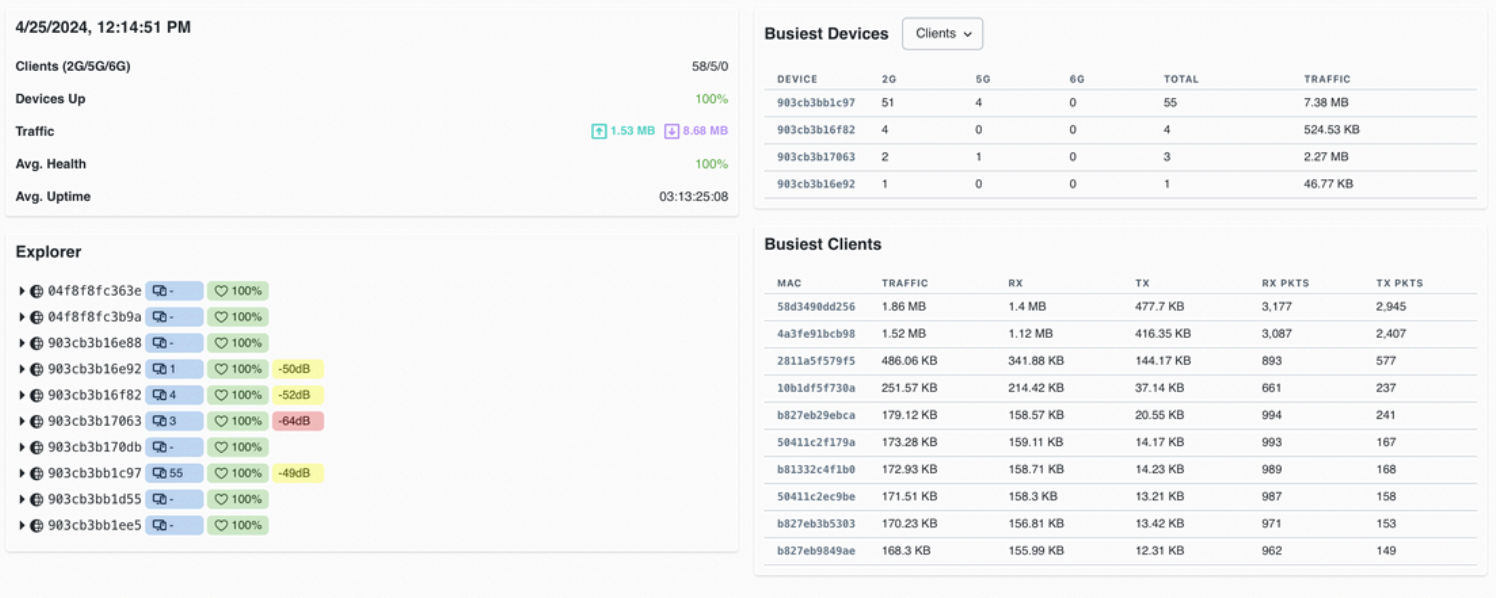 4/25/2024, 12:14:51 PM
Clients (2G/5G/6G) 58/5/0
Devices Up 100%
Traffic 1.53 MB 8.68 MB
Avg. Health 100%
Avg. Uptime 03:13:25:08
Explorer
04f8f8fc363e - 100%
04f8f8fc3b9a - 100%
903cb3b16e88 - 100%
903cb3b16e92 1 100% -50dB
903cb3b16f82 4 100% -52dB
903cb3b17063 3 100% -64dB
903cb3b170db - 100%
903cb3bb1c97 55 100% -49dB
903cb3bb1d55 - 100%
903cb3bb1ee5 - 100%
Busiest Devices Clients
DEVICE 2G 5G 6G TOTAL TRAFFIC
903cb3bb1c97 51 4 0 55 7.38 MB
903cb3b16f82 4 0 0 4 524.53 KB
903cb3b17063 2 1 0 3 2.27 MB
903cb3b16e92 1 0 0 1 46.77 KB
Busiest Clients
MAC TRAFFIC RX TX RX PKTS TX PKTS
58d3490dd256 1.86 MB 1.4 MB 477.7 KB 3,177 2,945
4a3fe91bcb98 1.52 MB 1.12 MB 416.35 KB 3,087 2,407
2811a5f579f5 486.06 KB 341.88 KB 144.17 KB 893 577
10b1df5f730a 251.57 KB 214.42 KB 37.14 KB 661 237
b827eb29ebca 179.12 KB 158.57 KB 20.55 KB 994 241
50411c2f179a 173.28 KB 159.11 KB 14.17 KB 993 167
b81332c4f1b0 172.93 KB 158.71 KB 14.23 KB 989 168
50411c2ec9be 171.51 KB 158.3 KB 13.21 KB 987 158
b827eb3b5303 170.23 KB 156.81 KB 13.42 KB 971 153
b827eb9849ae 168.3 KB 155.99 KB 12.31 KB 962 149